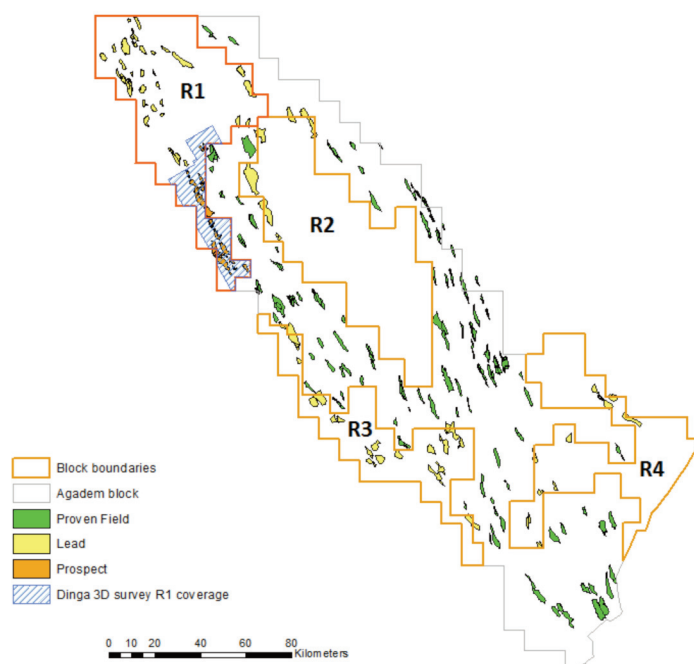 R1
R2
R3
R4
Block boundaries
Agadem block
Proven Field
Lead
Prospect
Dinga 3D survey R1 coverage
0 10 20 40 60 80
Kilometers